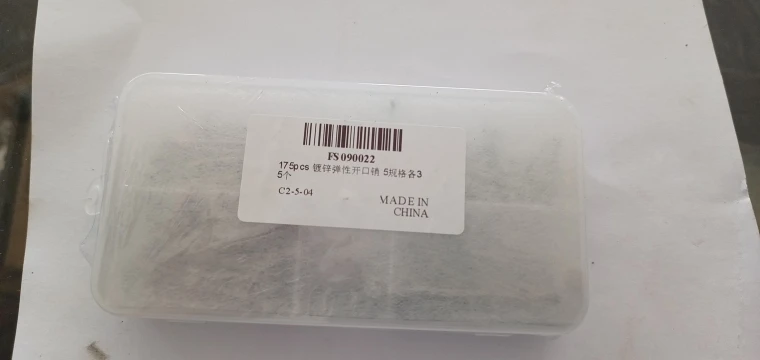 FS090022
175pcs 镀锌弹性开口销 5规格各3
5个
C2-5-04
MADE IN
CHINA